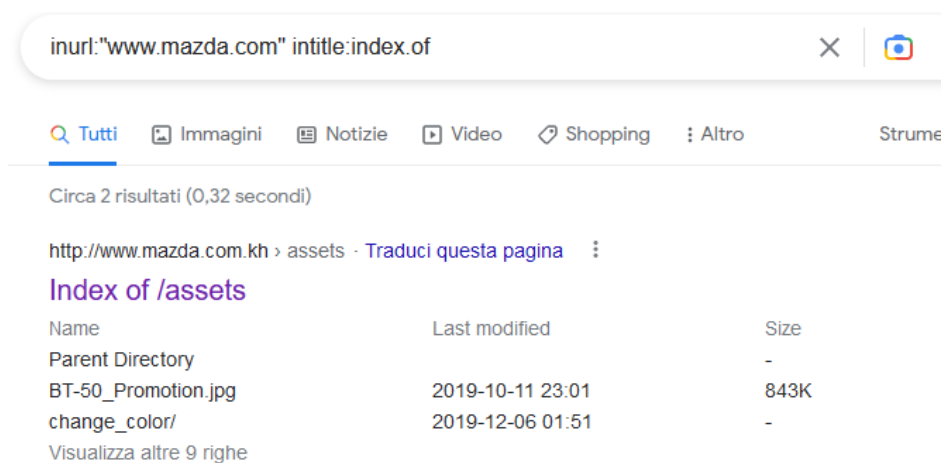 inurl:"www.mazda.com" intitle:index.of
Tutti Immagini Notizie Video Shopping Altro Strume
Circa 2 risultati (0,32 secondi)
http://www.mazda.com.kh › assets · Traduci questa pagina
Index of /assets
Name Last modified Size
Parent Directory -
BT-50_Promotion.jpg 2019-10-11 23:01 843K
change_color/ 2019-12-06 01:51 -
Visualizza altre 9 righe